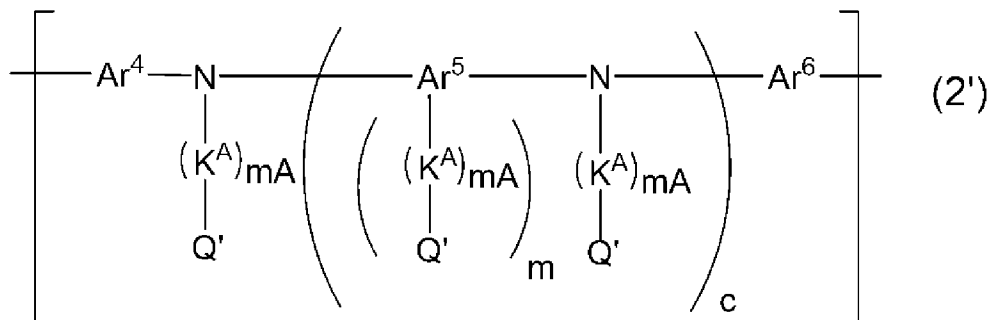 Ar⁴ N Ar⁵ N Ar⁶ (2')
(Kᴬ)mA (Kᴬ)mA (Kᴬ)mA
Q' Q' Q'
m
c